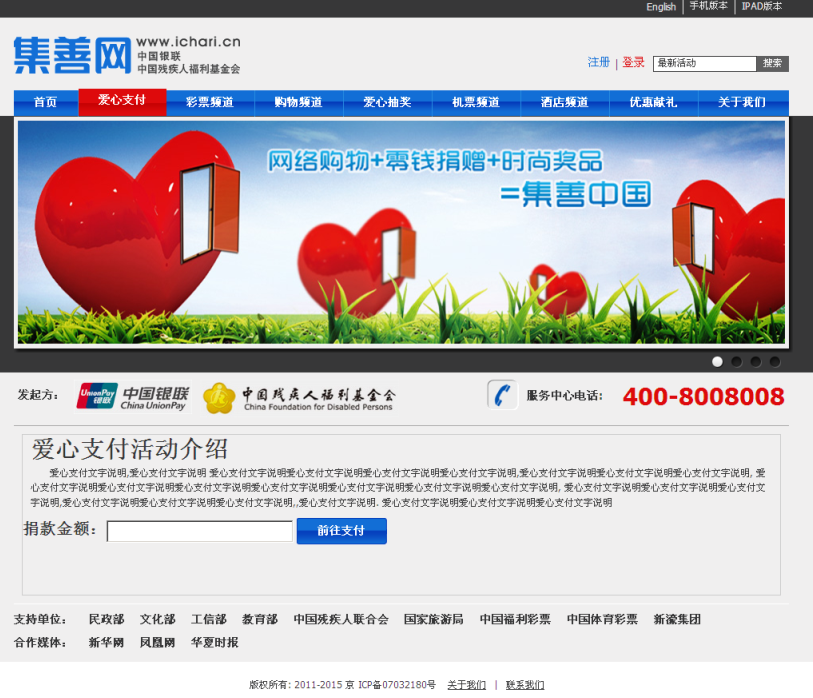 English 手机版本 IPAD版本
集善网 www.ichari.cn
中国银联
中国残疾人福利基金会
注册 | 登录 最新活动 搜索
首页 爱心支付 彩票频道 购物频道 爱心抽奖 机票频道 酒店频道 优惠献礼 关于我们
网络购物+零钱捐赠+时尚奖品
=集善中国
发起方: UnionPay 银联 中国银联 China UnionPay 中国残疾人福利基金会 China Foundation for Disabled Persons 服务中心电话: 400-8008008
爱心支付活动介绍
爱心支付文字说明,爱心支付文字说明 爱心支付文字说明爱心支付文字说明爱心支付文字说明爱心支付文字说明,爱心支付文字说明爱心支付文字说明爱心支付文字说明, 爱
心支付文字说明爱心支付文字说明爱心支付文字说明爱心支付文字说明爱心支付文字说明爱心支付文字说明, 爱心支付文字说明爱心支付文字说明爱心支付文
字说明,爱心支付文字说明爱心支付文字说明爱心支付文字说明,,爱心支付文字说明. 爱心支付文字说明爱心支付文字说明爱心支付文字说明
捐款金额: 前往支付
支持单位: 民政部 文化部 工信部 教育部 中国残疾人联合会 国家旅游局 中国福利彩票 中国体育彩票 新濠集团
合作媒体: 新华网 凤凰网 华夏时报
版权所有: 2011-2015 京 ICP备07032180号 关于我们 | 联系我们